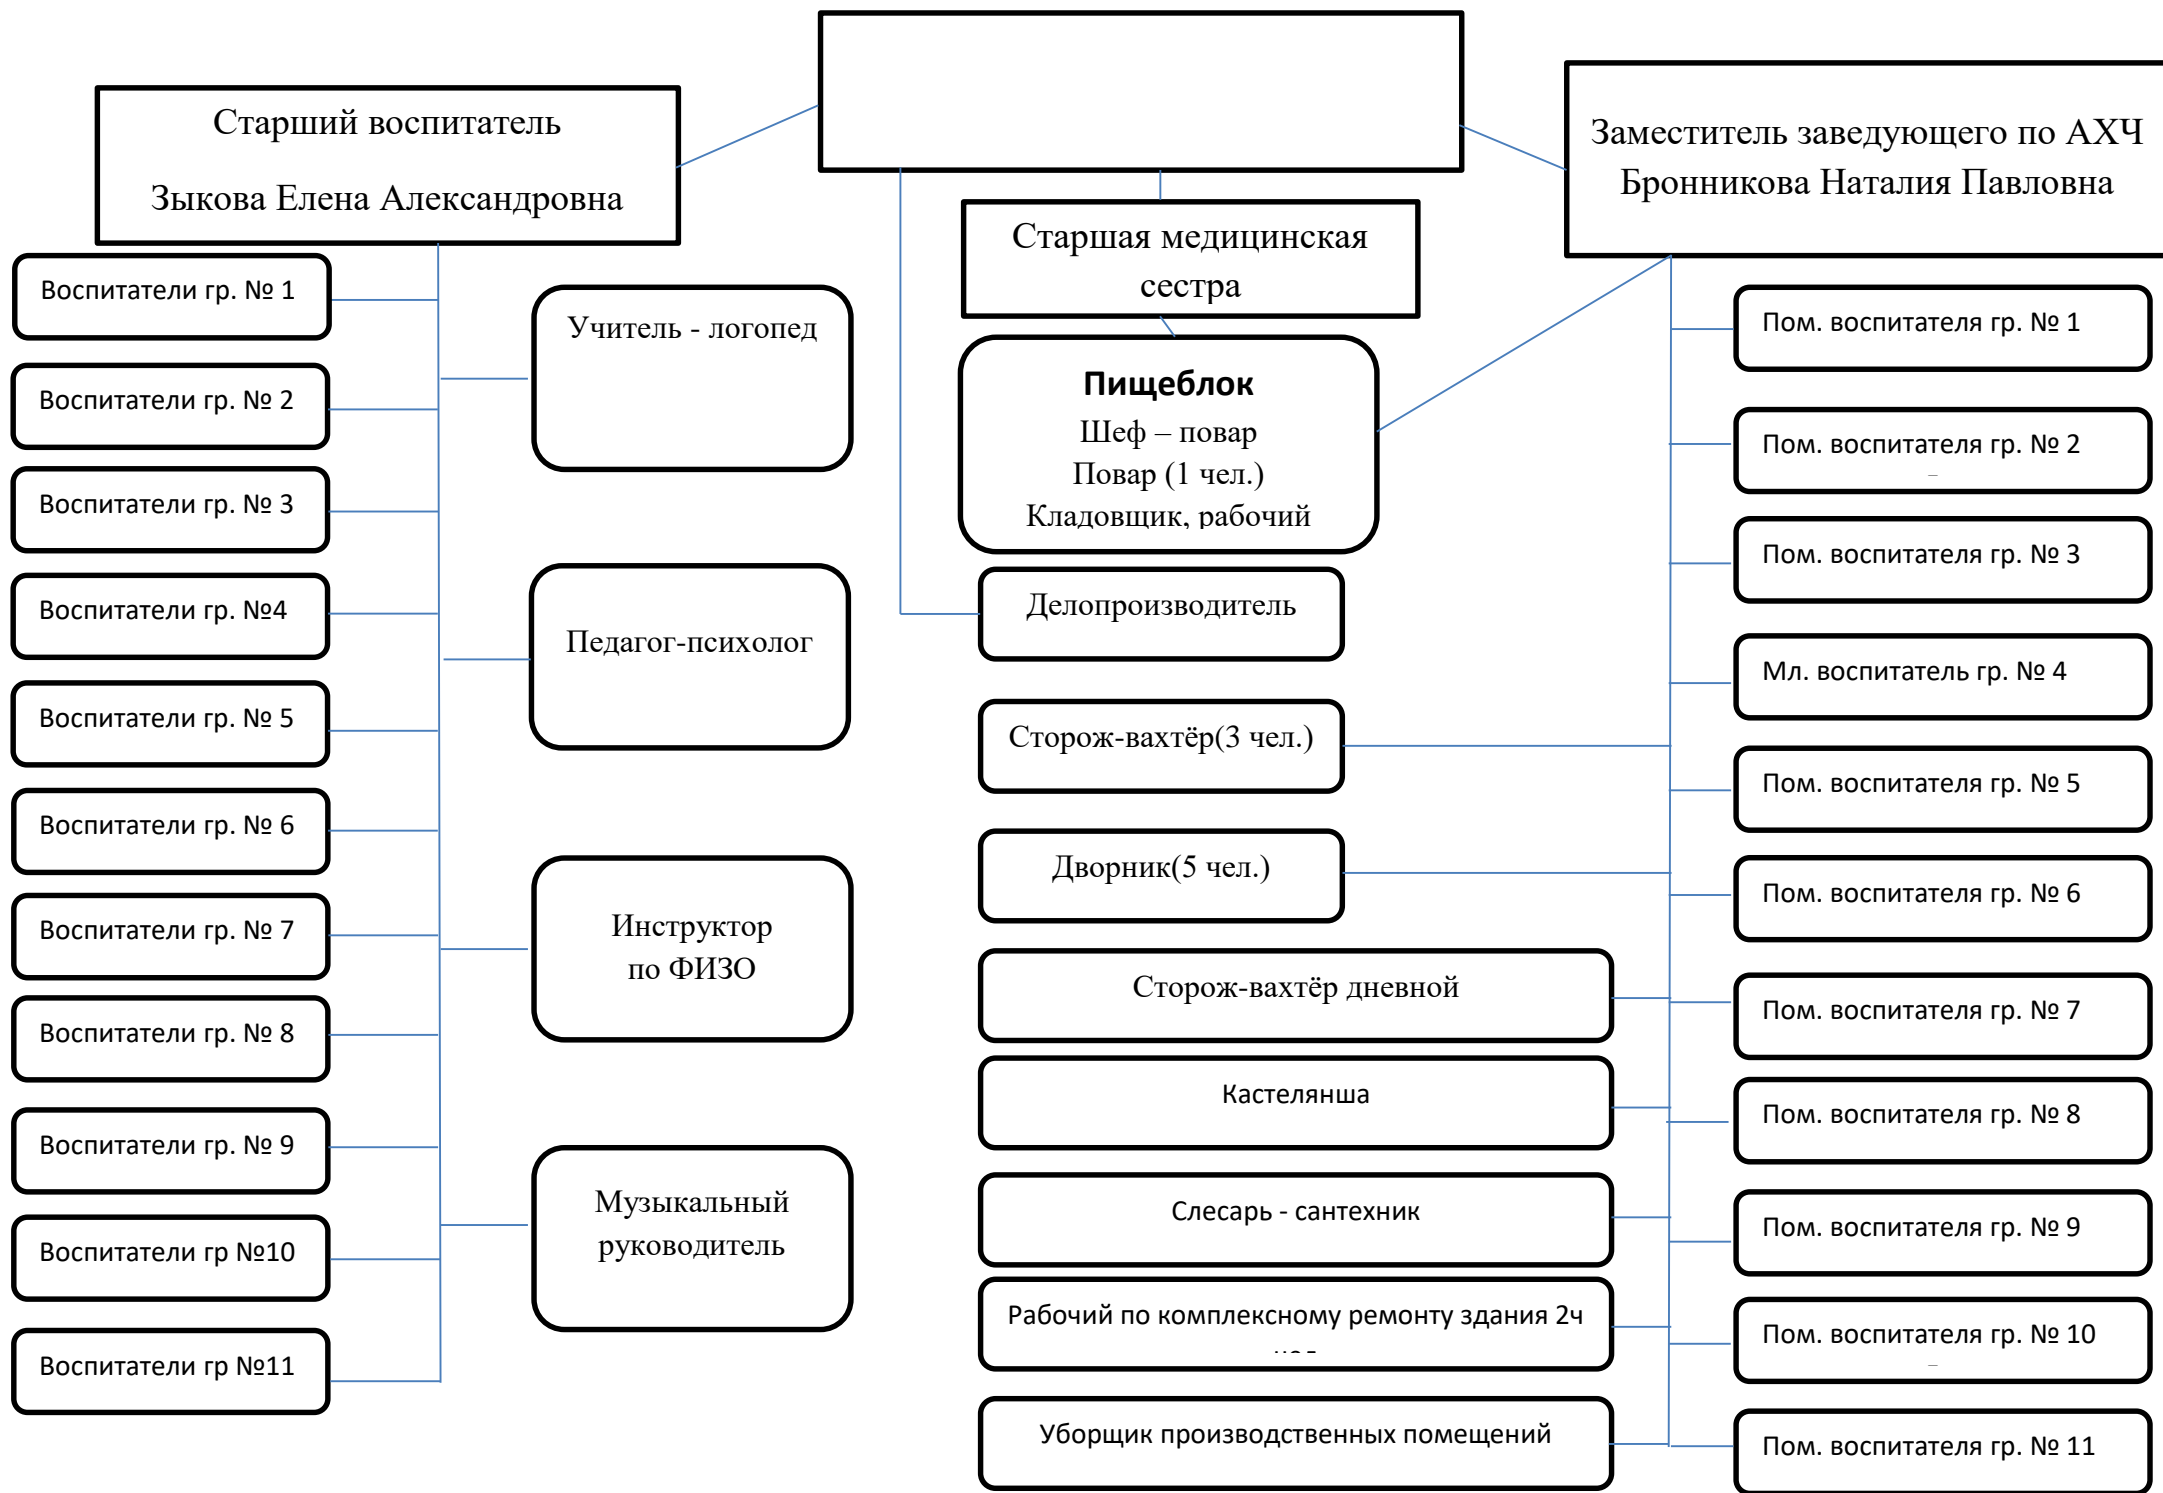 Старший воспитатель
Зыкова Елена Александровна
Заместитель заведующего по АХЧ
Бронникова Наталия Павловна
Старшая медицинская
сестра
Воспитатели гр. № 1
Воспитатели гр. № 2
Воспитатели гр. № 3
Воспитатели гр. №4
Воспитатели гр. № 5
Воспитатели гр. № 6
Воспитатели гр. № 7
Воспитатели гр. № 8
Воспитатели гр. № 9
Воспитатели гр №10
Воспитатели гр №11
Учитель - логопед
Педагог-психолог
Инструктор
по ФИЗО
Музыкальный
руководитель
Пищеблок
Шеф – повар
Повар (1 чел.)
Кладовщик, рабочий
Делопроизводитель
Сторож-вахтёр(3 чел.)
Дворник(5 чел.)
Сторож-вахтёр дневной
Кастелянша
Слесарь - сантехник
Рабочий по комплексному ремонту здания 2ч
Уборщик производственных помещений
Пом. воспитателя гр. № 1
Пом. воспитателя гр. № 2
Пом. воспитателя гр. № 3
Мл. воспитатель гр. № 4
Пом. воспитателя гр. № 5
Пом. воспитателя гр. № 6
Пом. воспитателя гр. № 7
Пом. воспитателя гр. № 8
Пом. воспитателя гр. № 9
Пом. воспитателя гр. № 10
Пом. воспитателя гр. № 11